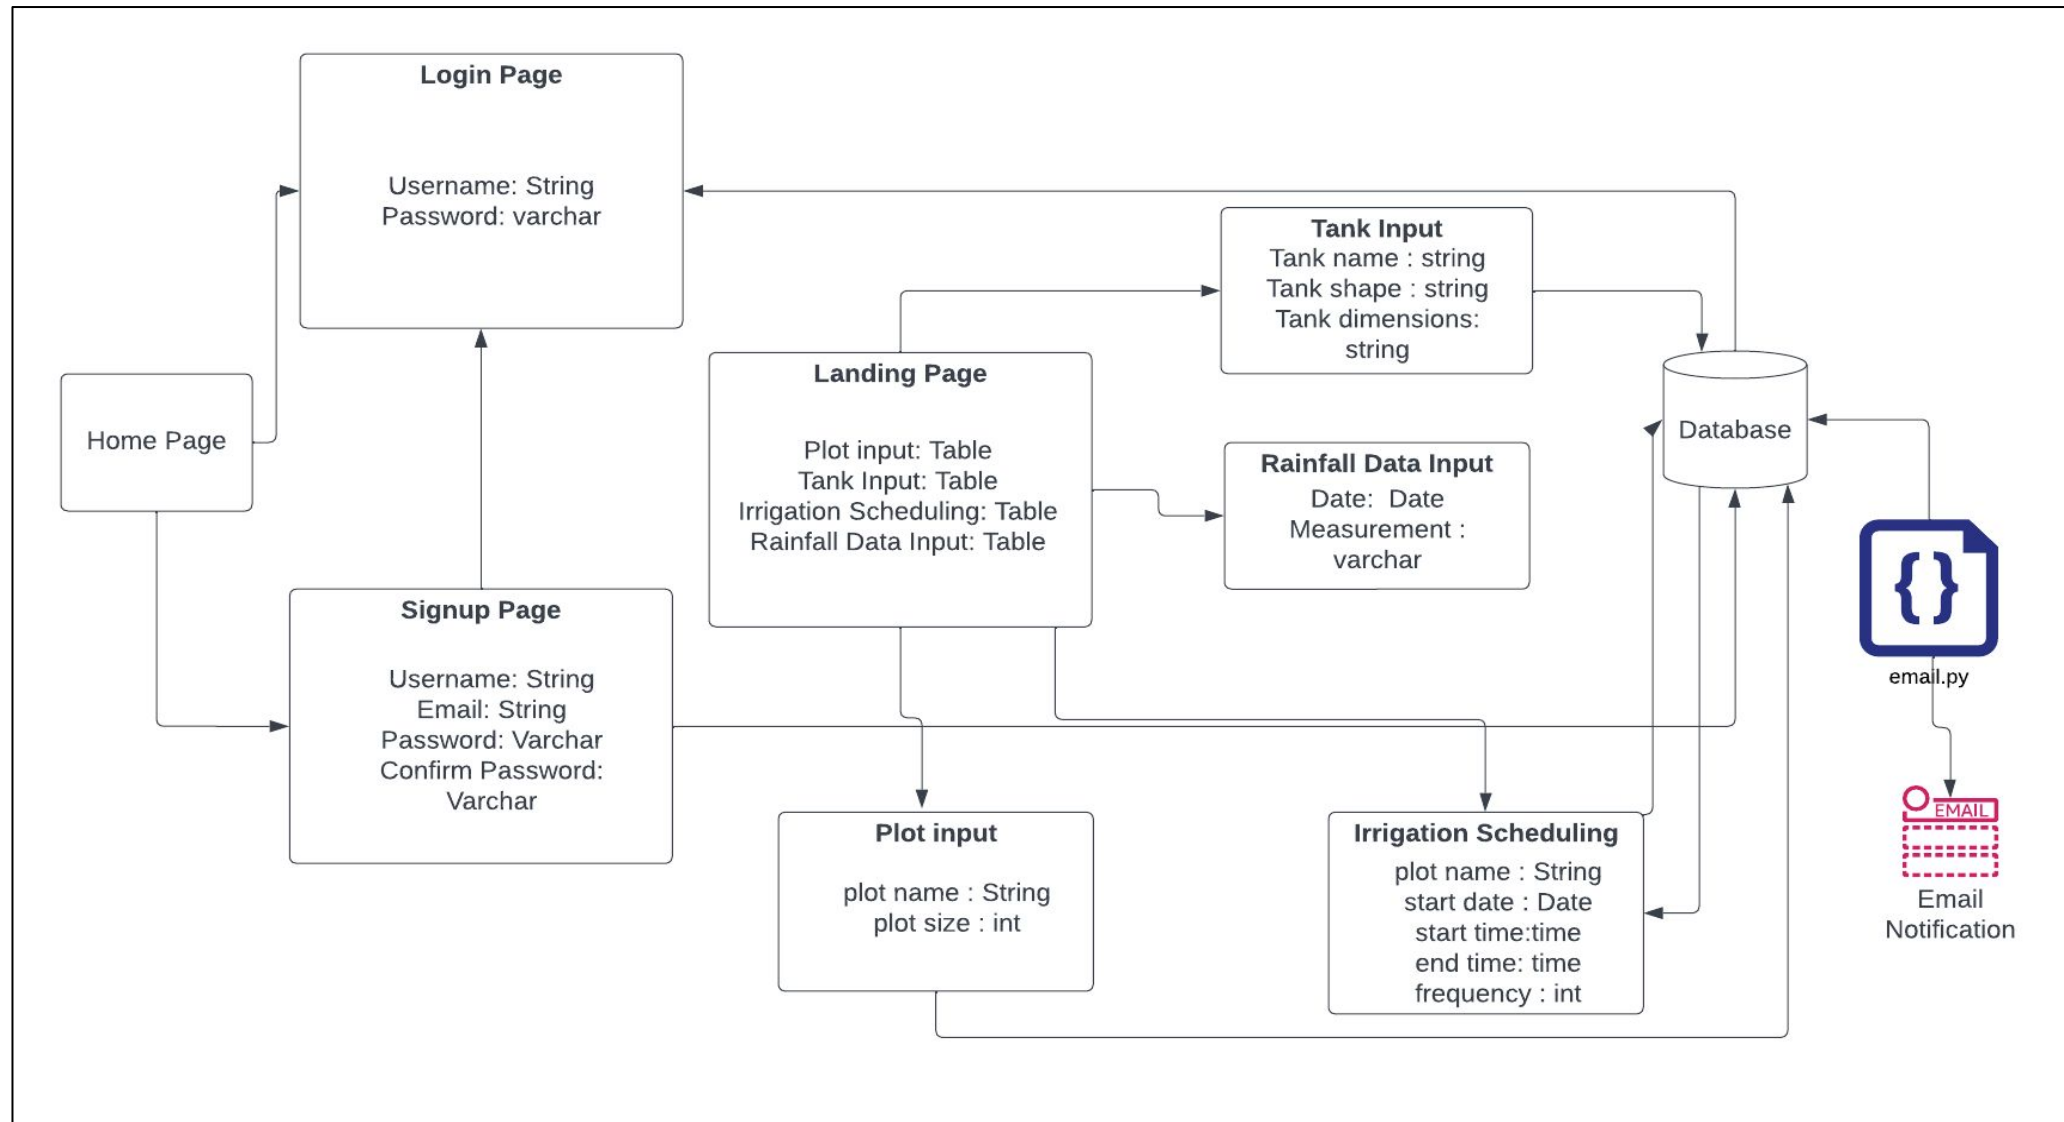 Login Page
Username: String
Password: varchar
Tank Input
Tank name : string
Tank shape : string
Tank dimensions:
string
Landing Page
Plot input: Table
Tank Input: Table
Irrigation Scheduling: Table
Rainfall Data Input: Table
Home Page
Database
Rainfall Data Input
Date:  Date
Measurement :
varchar
Signup Page
Username: String
Email: String
Password: Varchar
Confirm Password:
Varchar
{}
email.py
Plot input
plot name : String
plot size : int
Irrigation Scheduling
plot name : String
start date : Date
start time:time
end time: time
frequency : int
EMAIL
Email
Notification